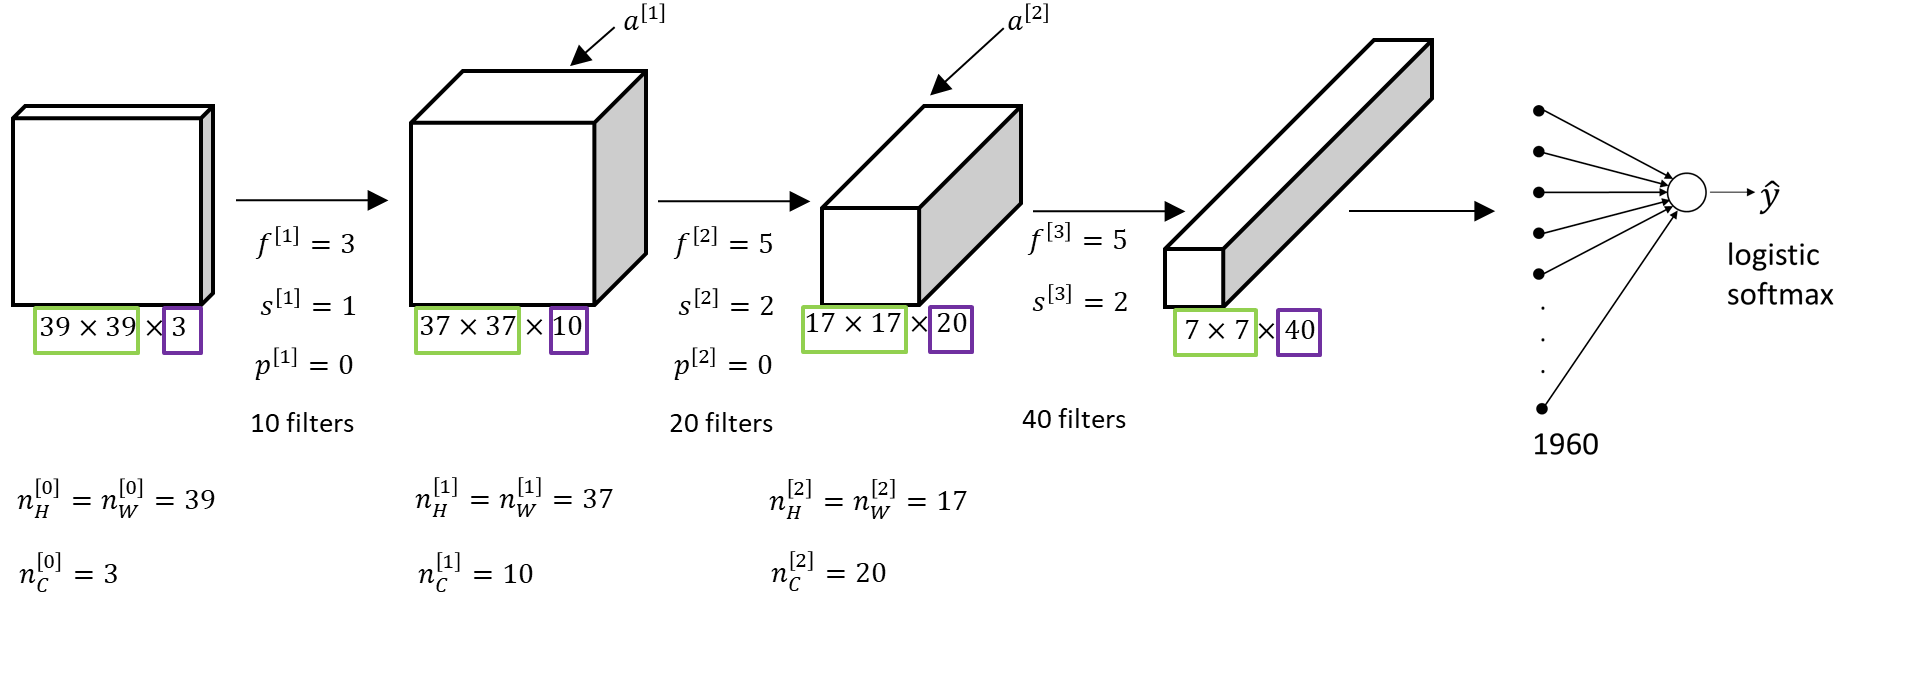 a^{[1]}
a^{[2]}
f^{[1]} = 3
s^{[1]} = 1
p^{[1]} = 0
10 filters
f^{[2]} = 5
s^{[2]} = 2
p^{[2]} = 0
20 filters
f^{[3]} = 5
s^{[3]} = 2
40 filters
39 × 39 × 3
37 × 37 × 10
17 × 17 × 20
7 × 7 × 40
ŷ
logistic
softmax
.
.
.
1960
n_H^{[0]} = n_W^{[0]} = 39
n_C^{[0]} = 3
n_H^{[1]} = n_W^{[1]} = 37
n_C^{[1]} = 10
n_H^{[2]} = n_W^{[2]} = 17
n_C^{[2]} = 20